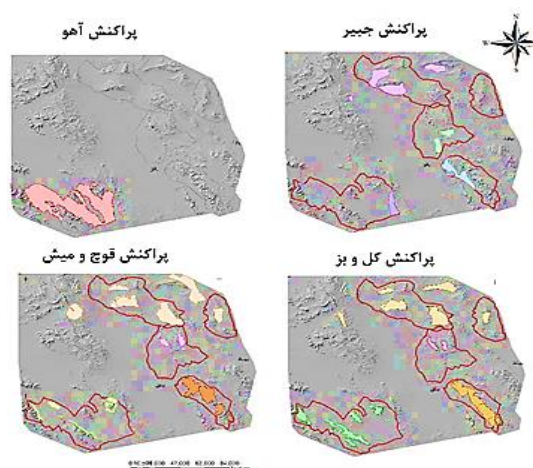 پراکنش آهو
پراکنش جبیر
N
W
E
S
پراکنش قوچ و میش
پراکنش کل و بز